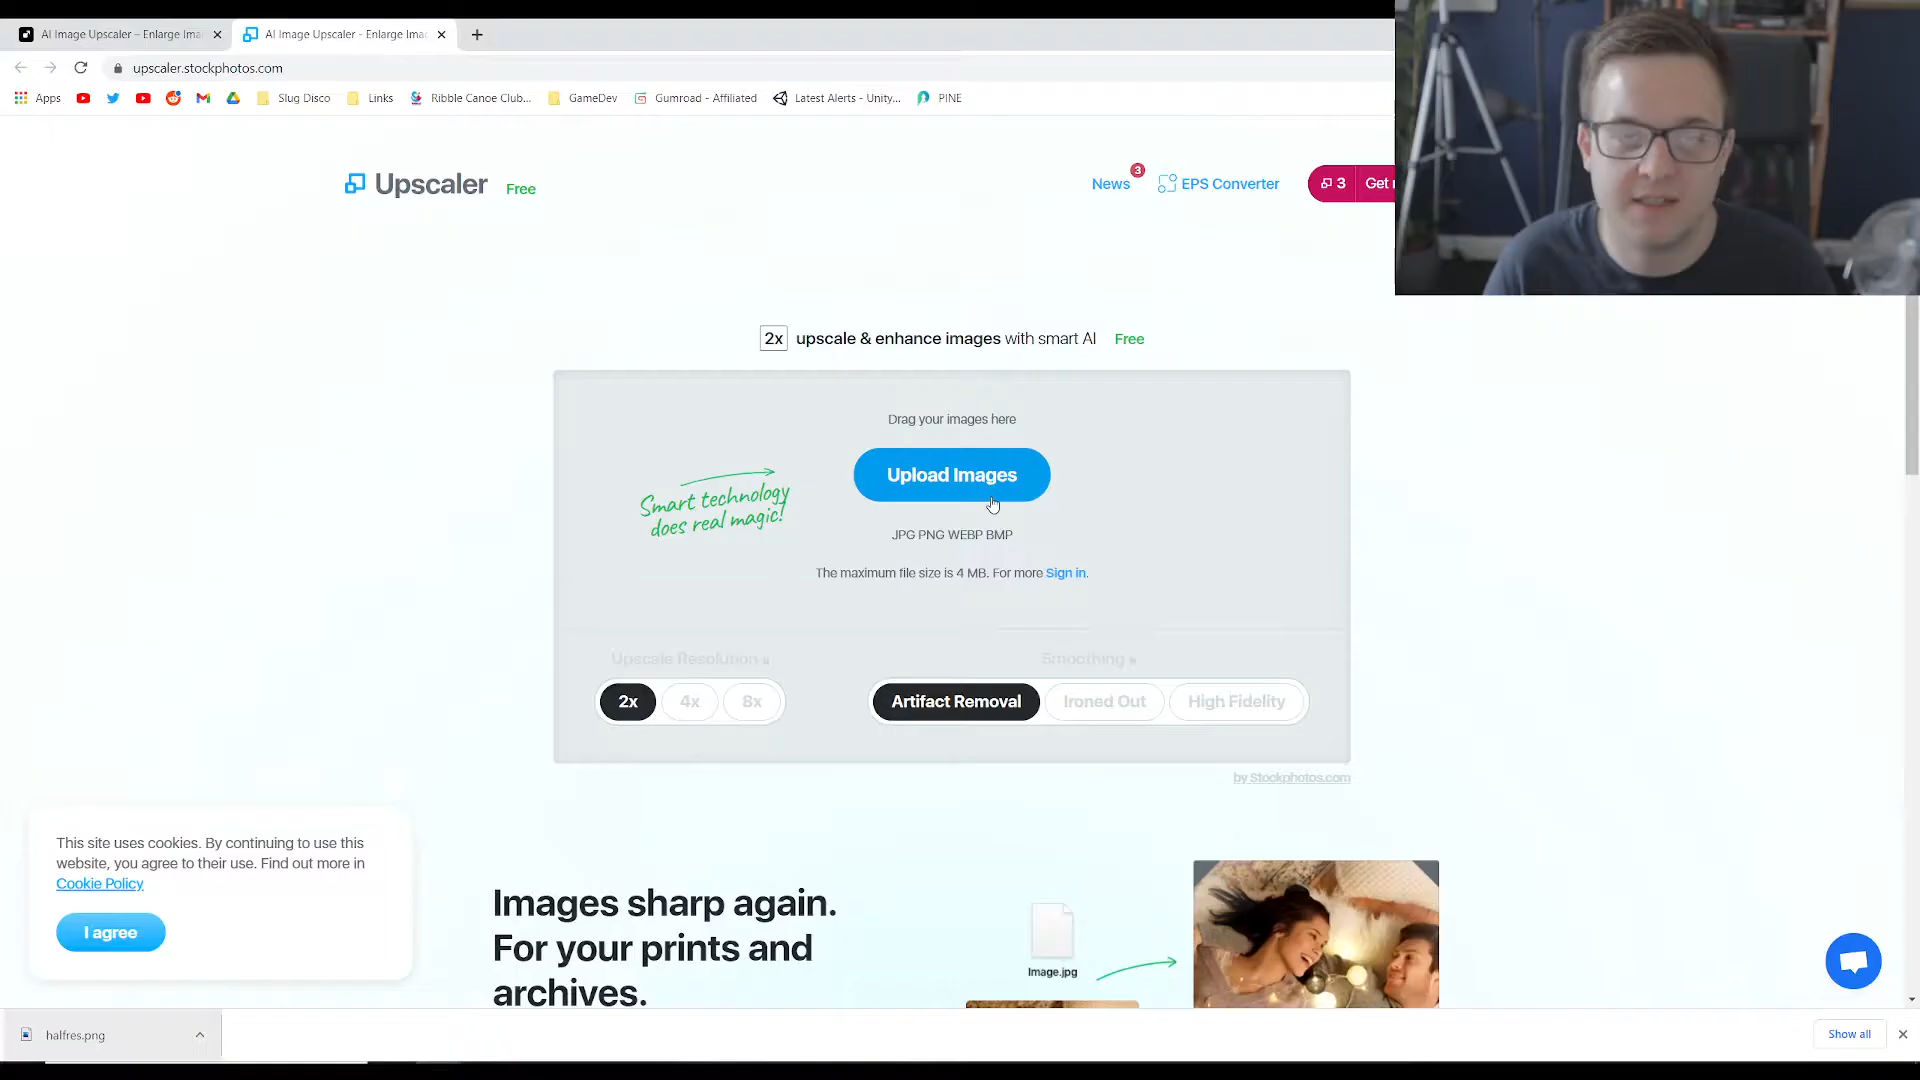 AI Image Upscaler – Enlarge Ima
AI Image Upscaler - Enlarge Imag
upscaler.stockphotos.com
Apps
Slug Disco
Links
Ribble Canoe Club...
GameDev
Gumroad - Affiliated
Latest Alerts - Unity...
PINE
Upscaler Free
News 3
EPS Converter
3 Get
2x upscale & enhance images with smart AI Free
Drag your images here
Upload Images
Smart technology
does real magic!
JPG PNG WEBP BMP
The maximum file size is 4 MB. For more Sign in.
Upscale Resolution
Smoothing
2x
4x
8x
Artifact Removal
Ironed Out
High Fidelity
by Stockphotos.com
This site uses cookies. By continuing to use this
website, you agree to their use. Find out more in
Cookie Policy
I agree
Images sharp again.
For your prints and
archives.
Image.jpg
halfres.png
Show all